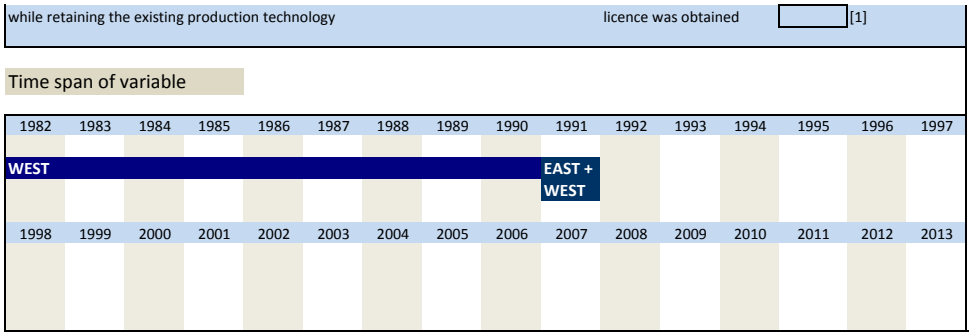 while retaining the existing production technology licence was obtained [1]
Time span of variable
1982 1983 1984 1985 1986 1987 1988 1989 1990 1991 1992 1993 1994 1995 1996 1997
WEST EAST +
WEST
1998 1999 2000 2001 2002 2003 2004 2005 2006 2007 2008 2009 2010 2011 2012 2013